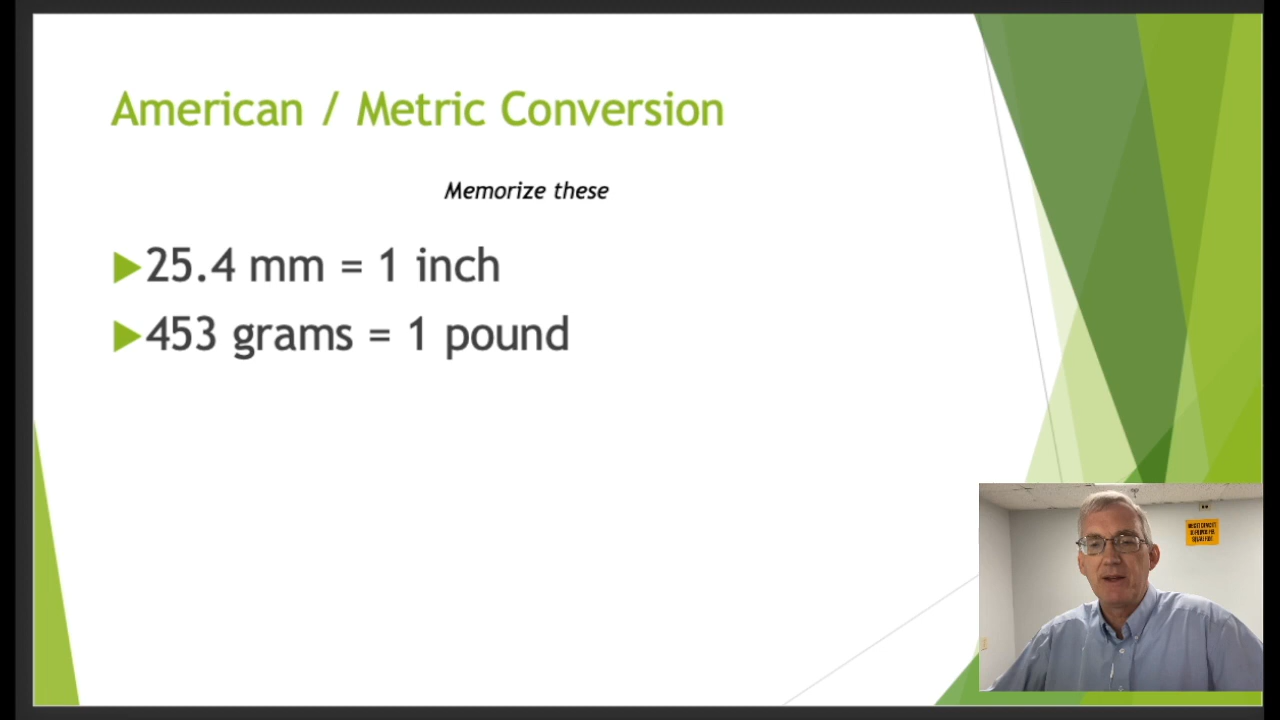 American / Metric Conversion
Memorize these
25.4 mm = 1 inch
453 grams = 1 pound